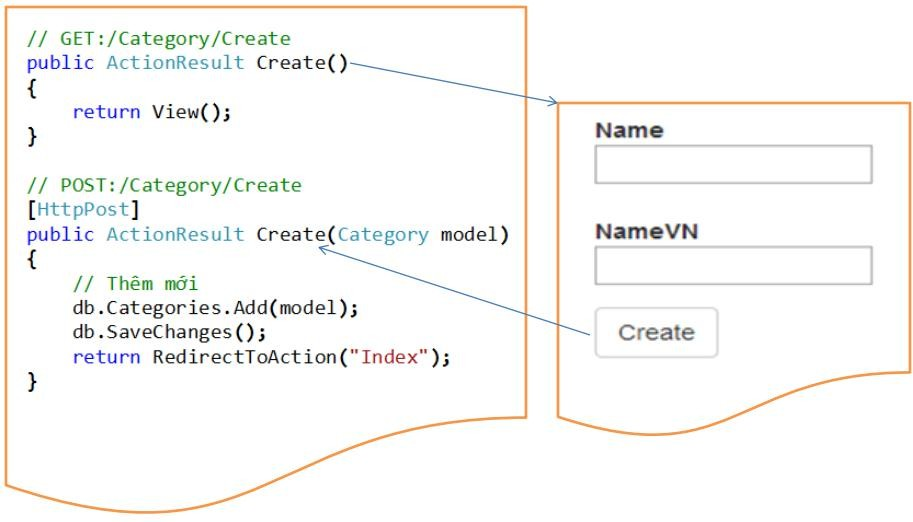 // GET:/Category/Create
public ActionResult Create()
{
    return View();
}
// POST:/Category/Create
[HttpPost]
public ActionResult Create(Category model)
{
    // Thêm mới
    db.Categories.Add(model);
    db.SaveChanges();
    return RedirectToAction("Index");
}
Name
NameVN
Create